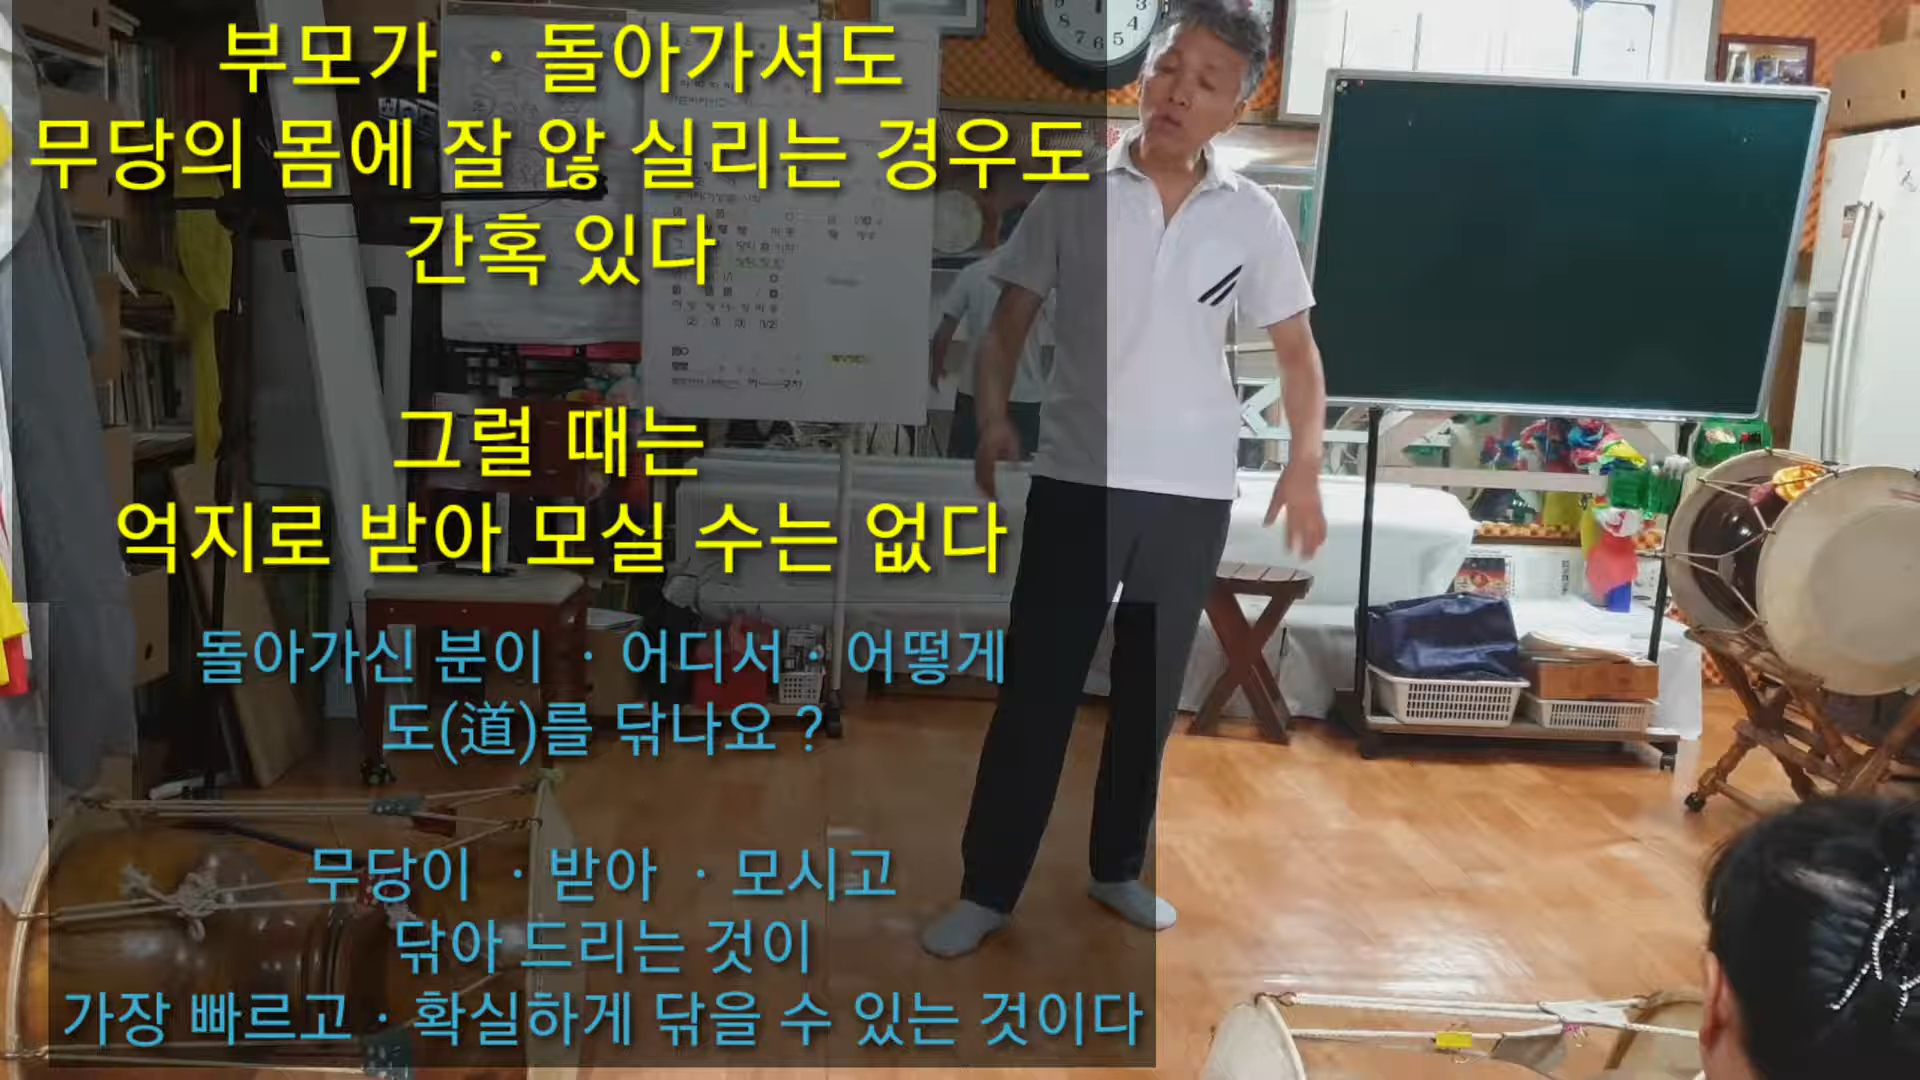 부모가 · 돌아가셔도
무당의 몸에 잘 않 실리는 경우도
간혹 있다
그럴 때는
억지로 받아 모실 수는 없다
돌아가신 분이 · 어디서 · 어떻게
도(道)를 닦나요 ?
무당이 · 받아 · 모시고
닦아 드리는 것이
가장 빠르고 · 확실하게 닦을 수 있는 것이다